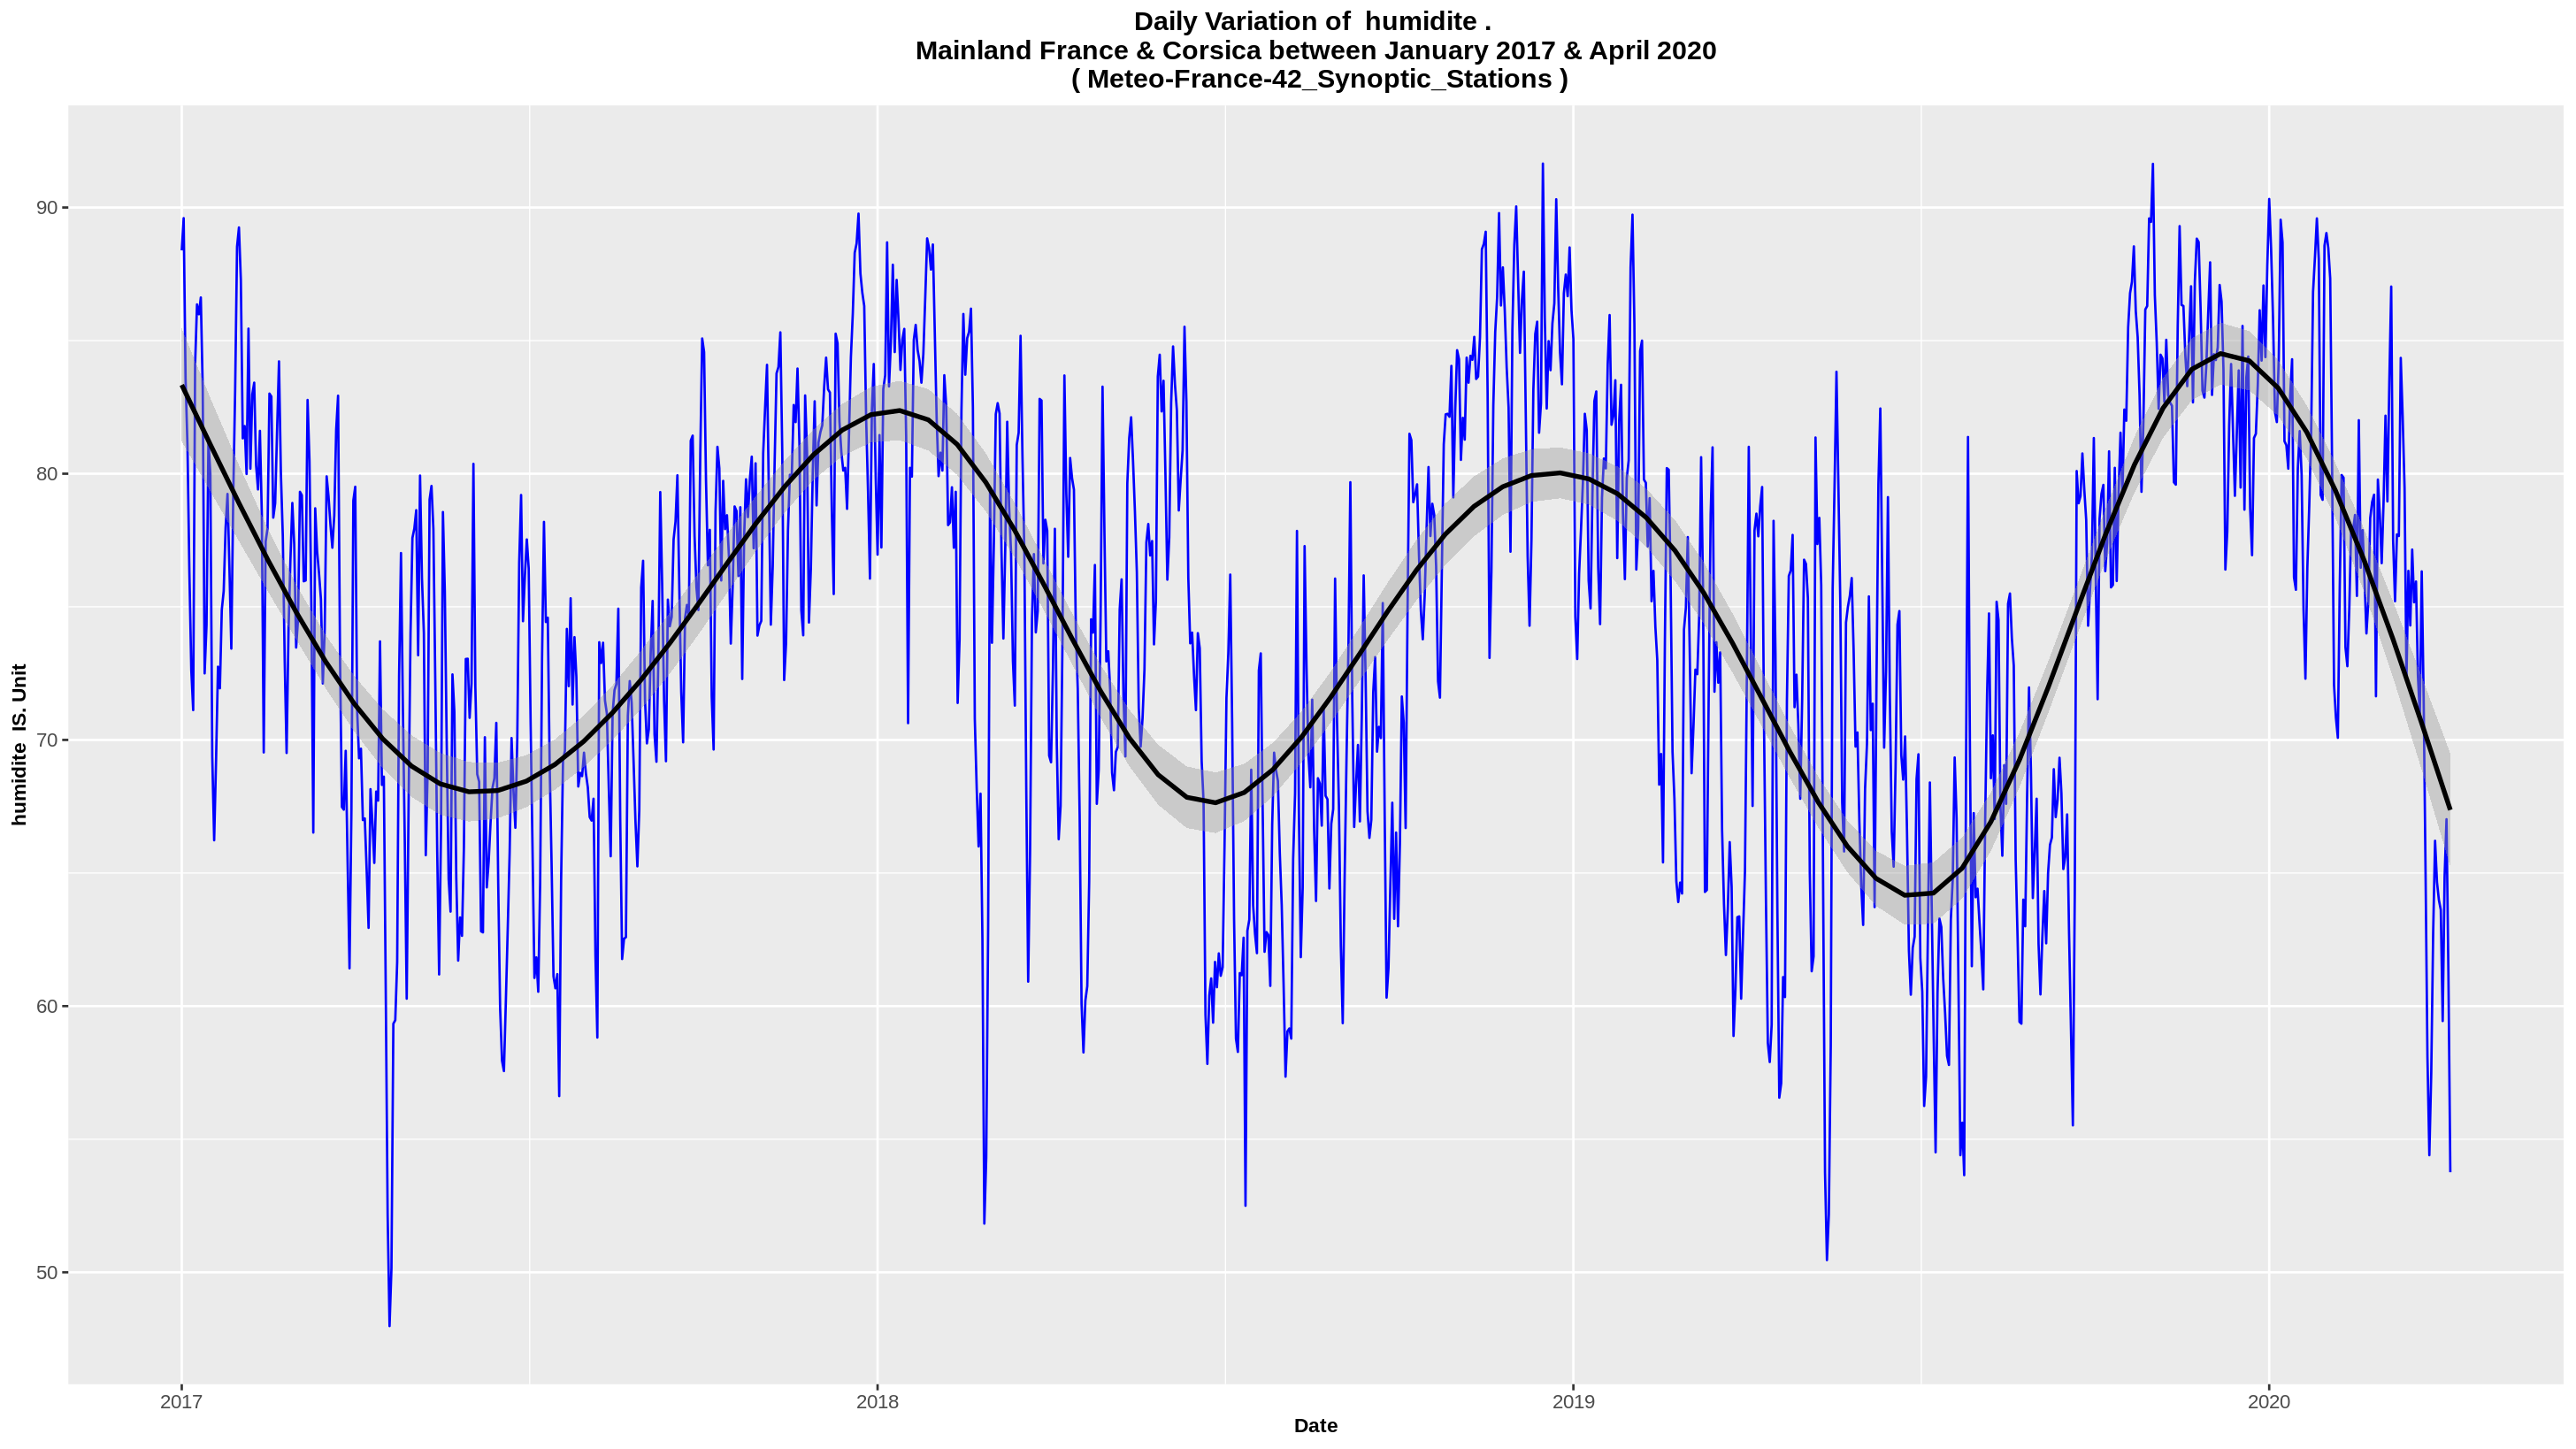 Daily Variation of  humidite .
Mainland France & Corsica between January 2017 & April 2020
( Meteo-France-42_Synoptic_Stations )
humidite  IS. Unit
90
80
70
60
50
2017
2018
2019
2020
Date